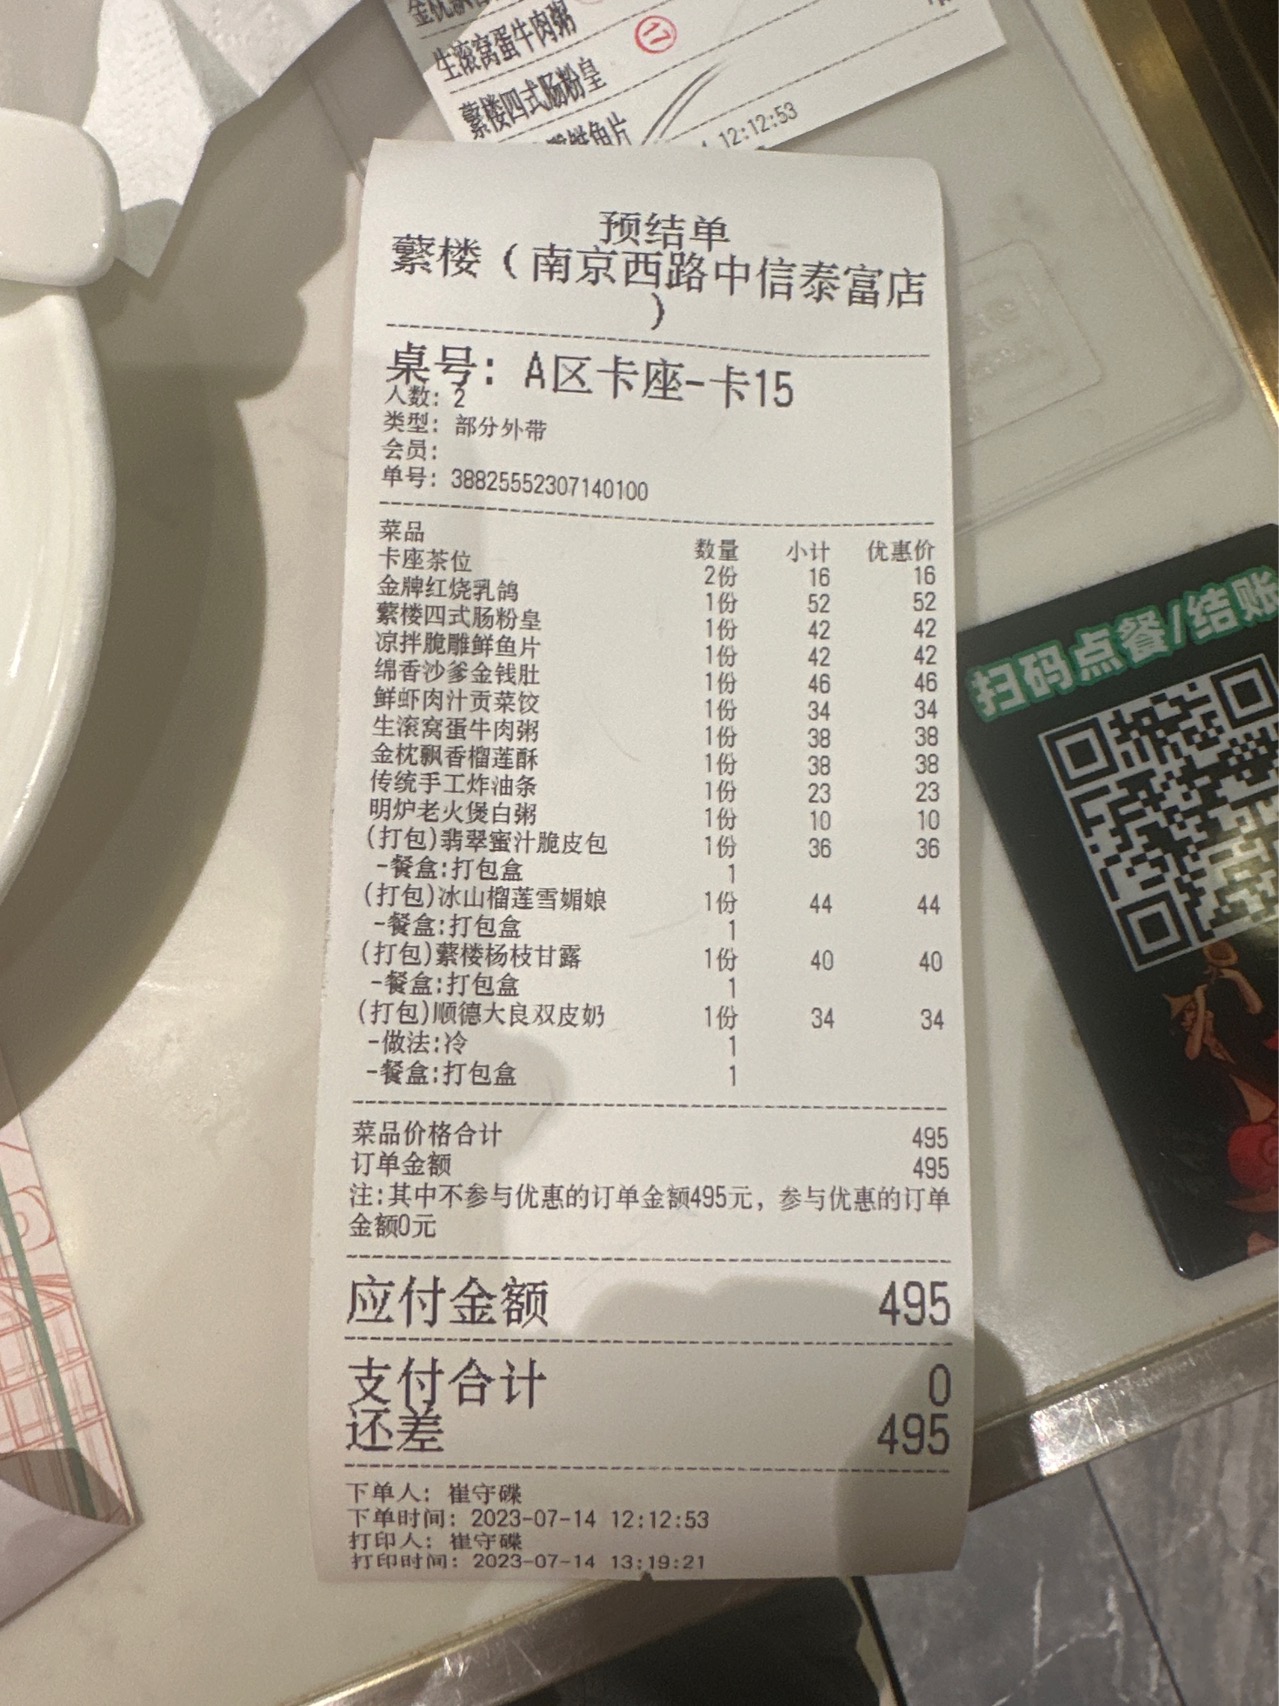 生滚窝蛋牛肉粥
17
蘩楼四式肠粉皇
鲜鱼片
12:12:53
预结单
蘩楼（南京西路中信泰富店
）
桌号：A区卡座-卡15
人数：2
类型：部分外带
会员：
单号：38825552307140100
菜品 数量 小计 优惠价
卡座茶位 2份 16 16
金牌红烧乳鸽 1份 52 52
蘩楼四式肠粉皇 1份 42 42
凉拌脆雕鲜鱼片 1份 42 42
绵香沙爹金钱肚 1份 46 46
鲜虾肉汁贡菜饺 1份 34 34
生滚窝蛋牛肉粥 1份 38 38
金枕飘香榴莲酥 1份 38 38
传统手工炸油条 1份 23 23
明炉老火煲白粥 1份 10 10
(打包)翡翠蜜汁脆皮包 1份 36 36
-餐盒:打包盒 1
(打包)冰山榴莲雪媚娘 1份 44 44
-餐盒:打包盒 1
(打包)蘩楼杨枝甘露 1份 40 40
-餐盒:打包盒 1
(打包)顺德大良双皮奶 1份 34 34
-做法:冷 1
-餐盒:打包盒 1
菜品价格合计 495
订单金额 495
注:其中不参与优惠的订单金额495元，参与优惠的订单
金额0元
应付金额 495
支付合计 0
还差 495
下单人：崔守碟
下单时间：2023-07-14 12:12:53
打印人：崔守碟
打印时间：2023-07-14 13:19:21
扫码点餐/结账